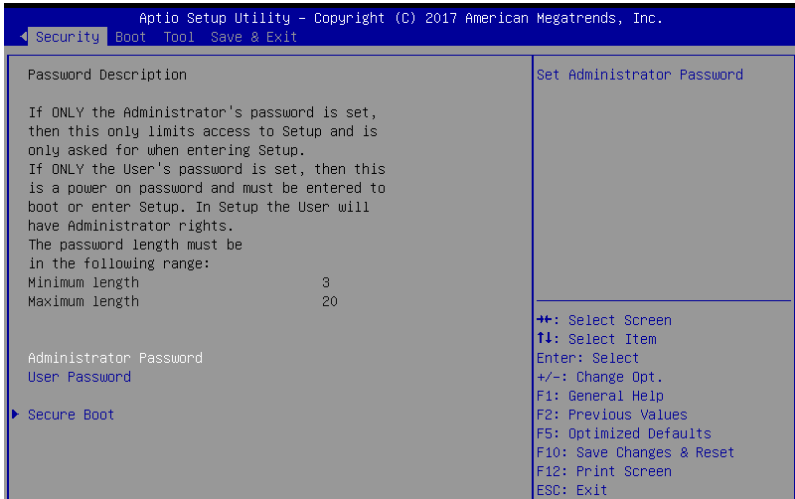 Aptio Setup Utility – Copyright (C) 2017 American Megatrends, Inc.
Security Boot Tool Save & Exit
Password Description
If ONLY the Administrator's password is set,
then this only limits access to Setup and is
only asked for when entering Setup.
If ONLY the User's password is set, then this
is a power on password and must be entered to
boot or enter Setup. In Setup the User will
have Administrator rights.
The password length must be
in the following range:
Minimum length 3
Maximum length 20
Administrator Password
User Password
Secure Boot
Set Administrator Password
→←: Select Screen
↑↓: Select Item
Enter: Select
+/-: Change Opt.
F1: General Help
F2: Previous Values
F5: Optimized Defaults
F10: Save Changes & Reset
F12: Print Screen
ESC: Exit